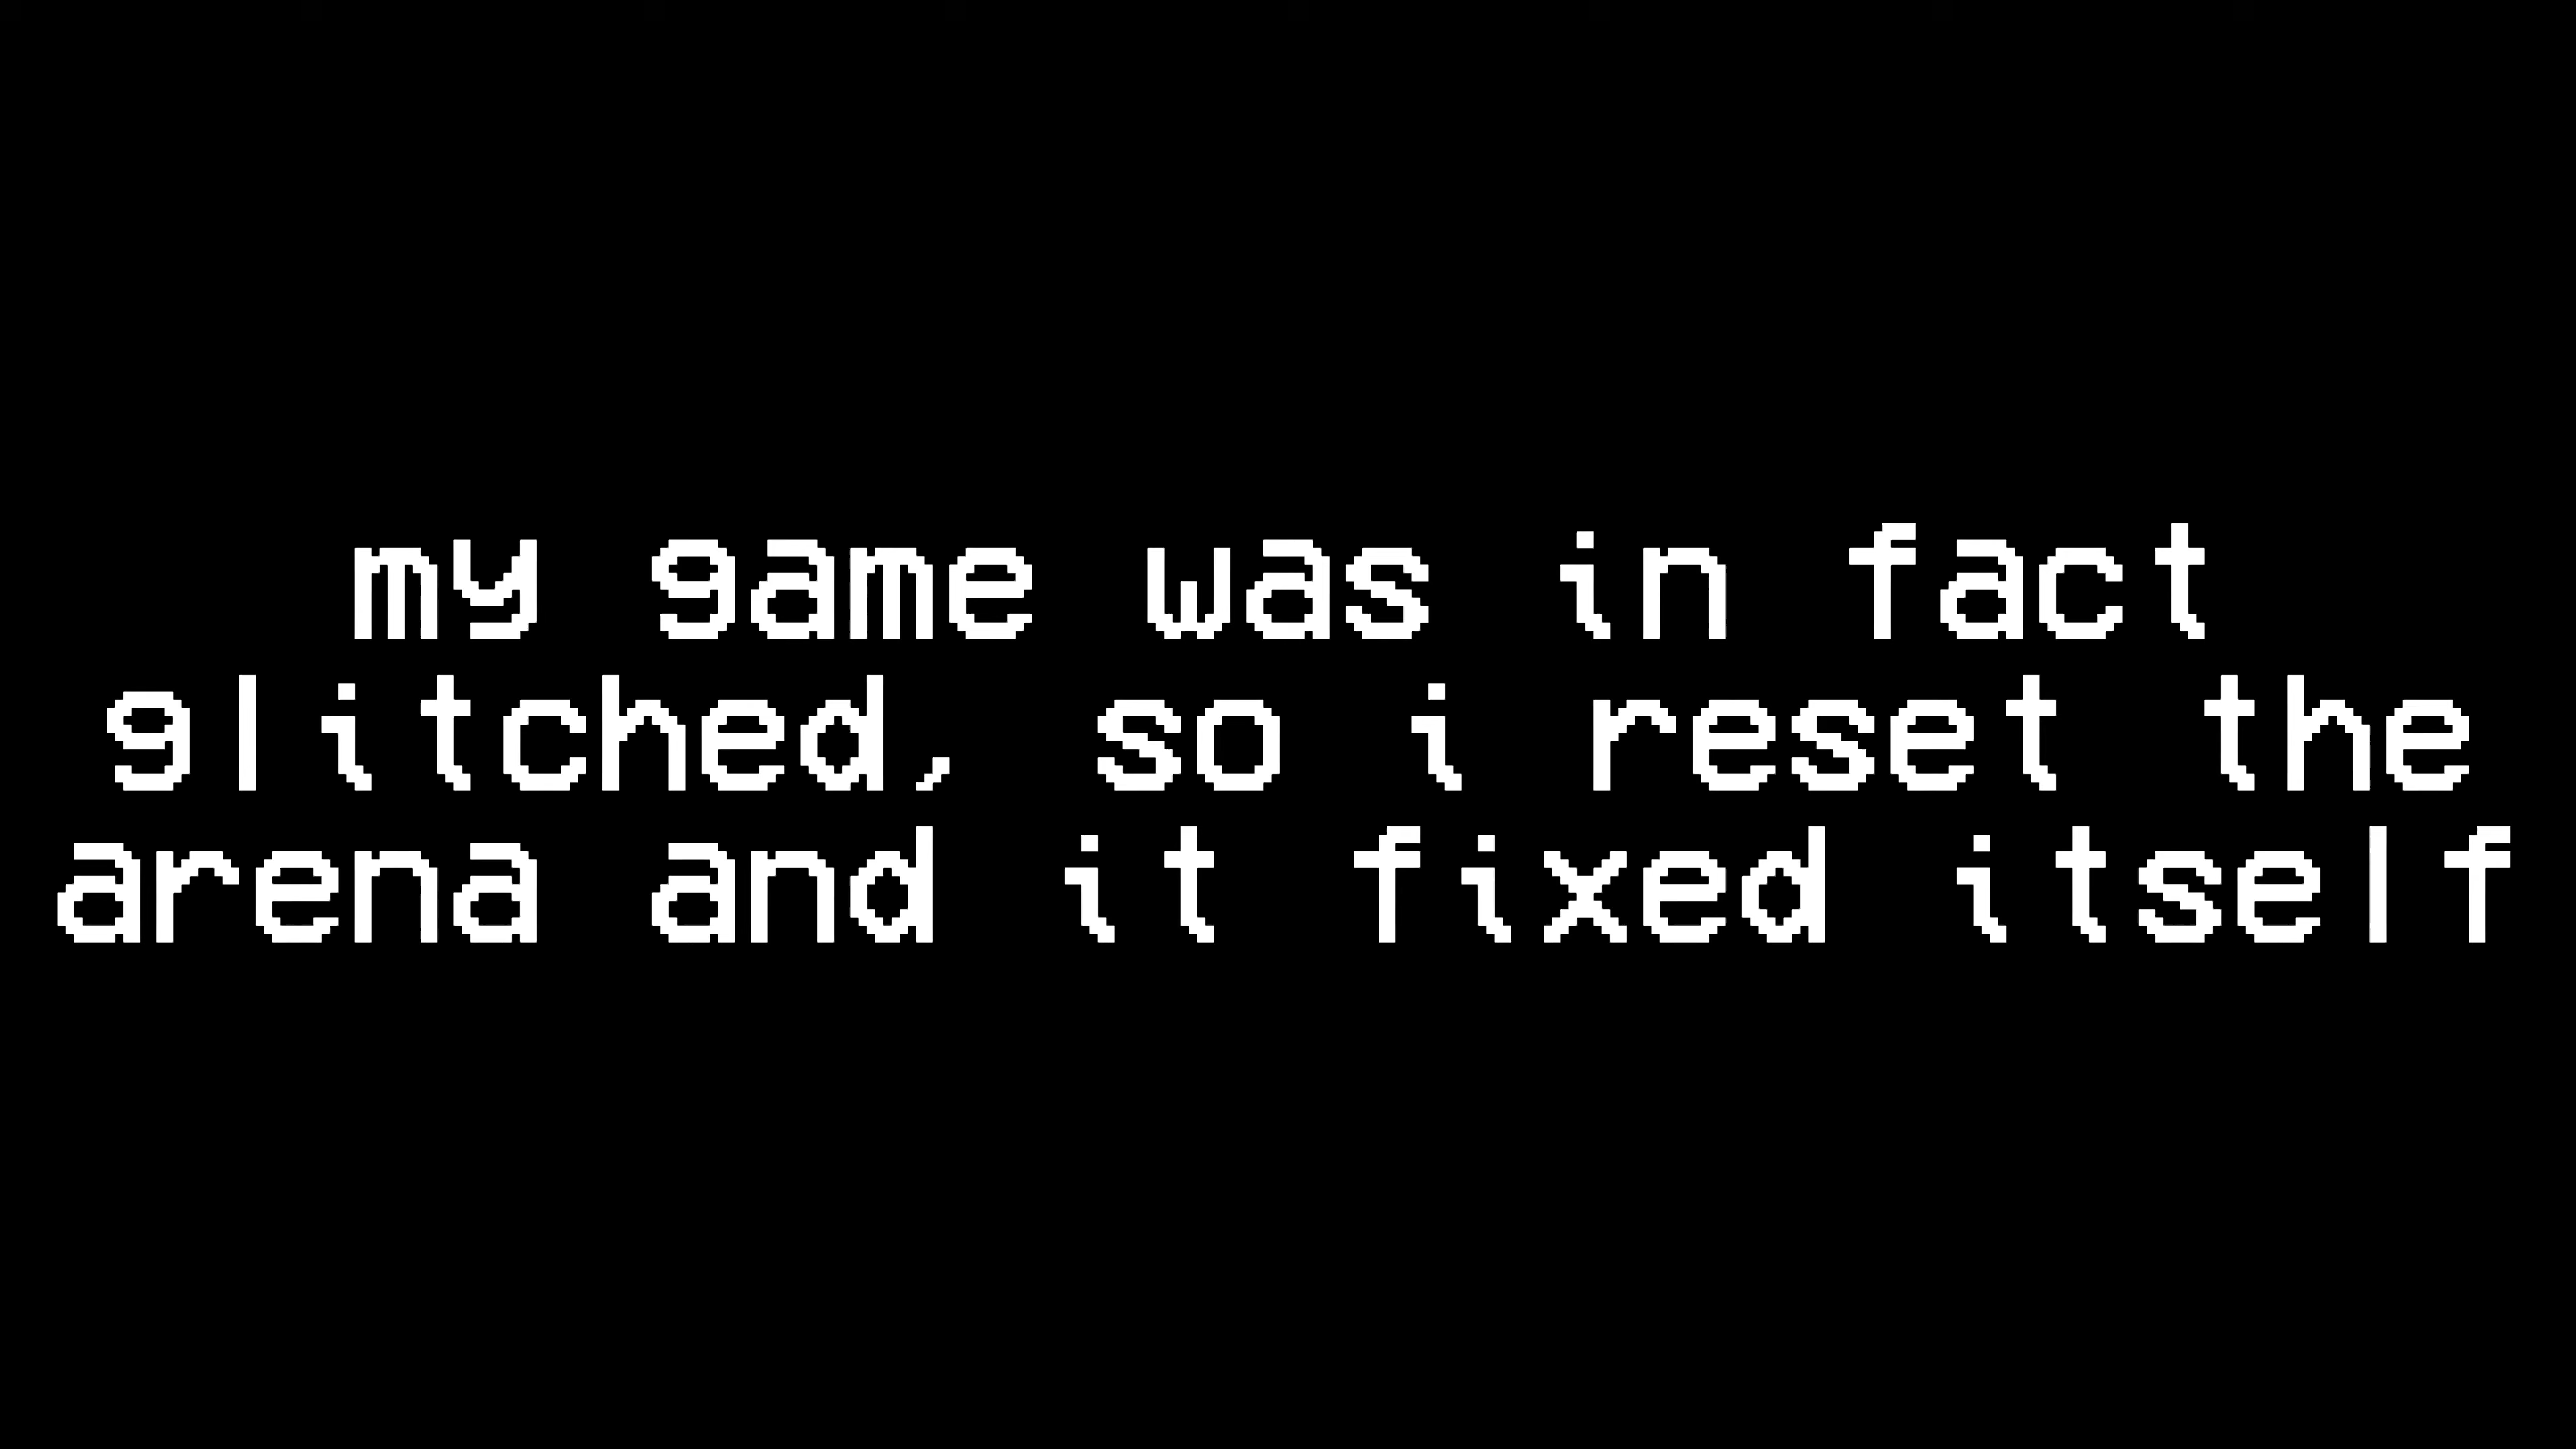 my game was in fact
glitched, so i reset the
arena and it fixed itself